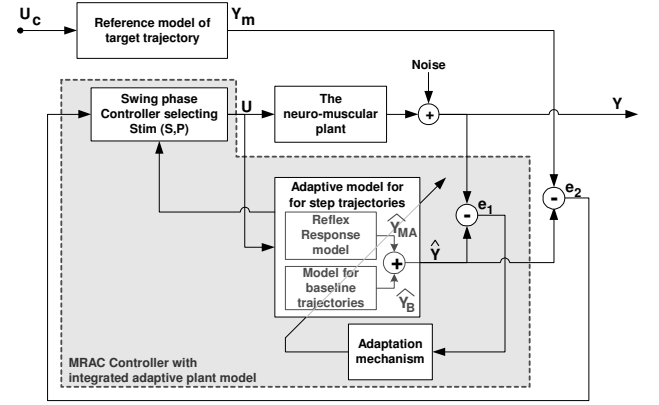 U_c
Reference model of
target trajectory
Y_m
Noise
Swing phase
Controller selecting
Stim (S,P)
U
The
neuro-muscular
plant
+
Y
Adaptive model for
for step trajectories
Reflex
Response
model
Ŷ_MA
+
Ŷ
-
e_1
-
e_2
Model for
baseline
trajectories
Ŷ_B
Adaptation
mechanism
MRAC Controller with
integrated adaptive plant model